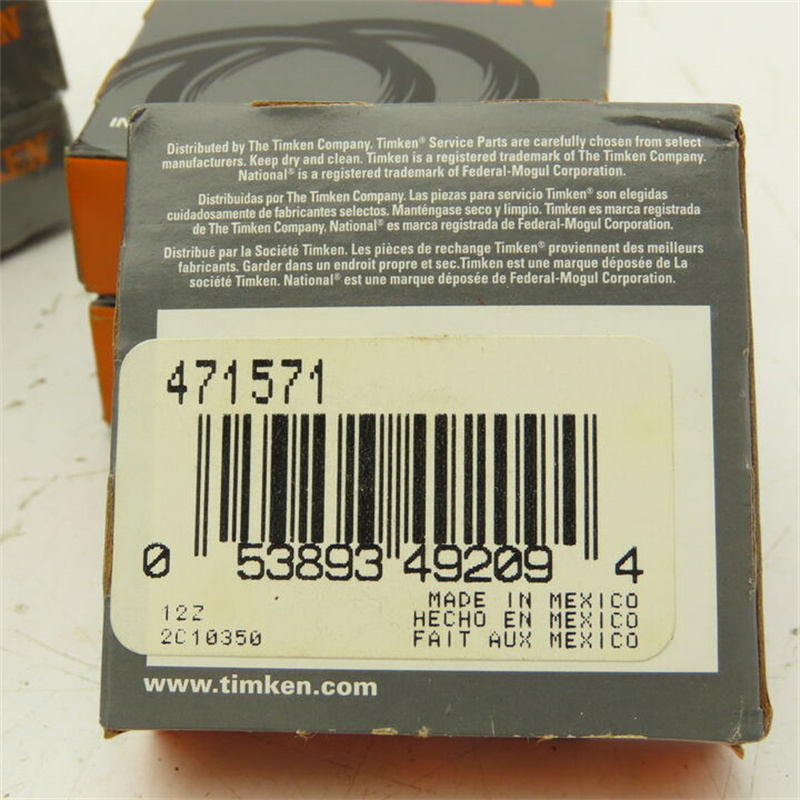 KEN
EN
IN
Distributed by The Timken Company, Timken® Service Parts are carefully chosen from select
manufacturers. Keep dry and clean. Timken is a registered trademark of The Timken Company.
National® is a registered trademark of Federal-Mogul Corporation.
Distribuidas por The Timken Company. Las piezas para servicio Timken® son elegidas
cuidadosamente de fabricantes selectos. Manténgase seco y limpio. Timken es marca registrada
de The Timken Company, National® es marca registrada de Federal-Mogul Corporation.
Distribué par la Société Timken. Les pièces de rechange Timken® proviennent des meilleurs
fabricants. Garder dans un endroit propre et sec.Timken est une marque déposée de La
société Timken. National® est une marque déposée de Federal-Mogul Corporation.
471571
0 53893 49209 4
12Z
2C10350
MADE IN MEXICO
HECHO EN MEXICO
FAIT AUX MEXICO
www.timken.com